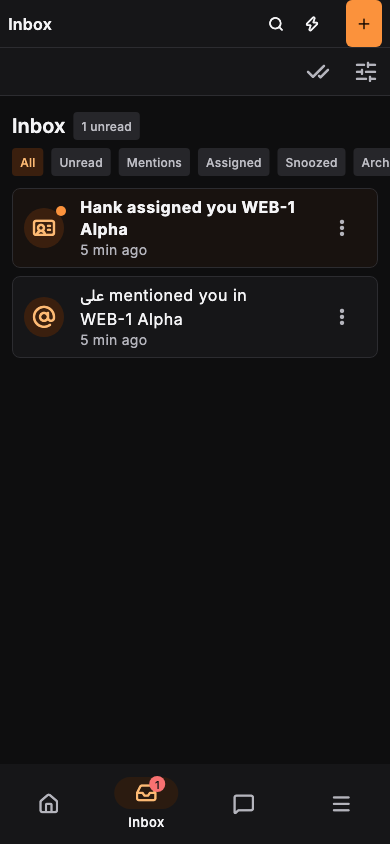 Inbox
Inbox
1 unread
All
Unread
Mentions
Assigned
Snoozed
Arch
Hank assigned you WEB-1
Alpha
5 min ago
علی mentioned you in
WEB-1 Alpha
5 min ago
1
Inbox